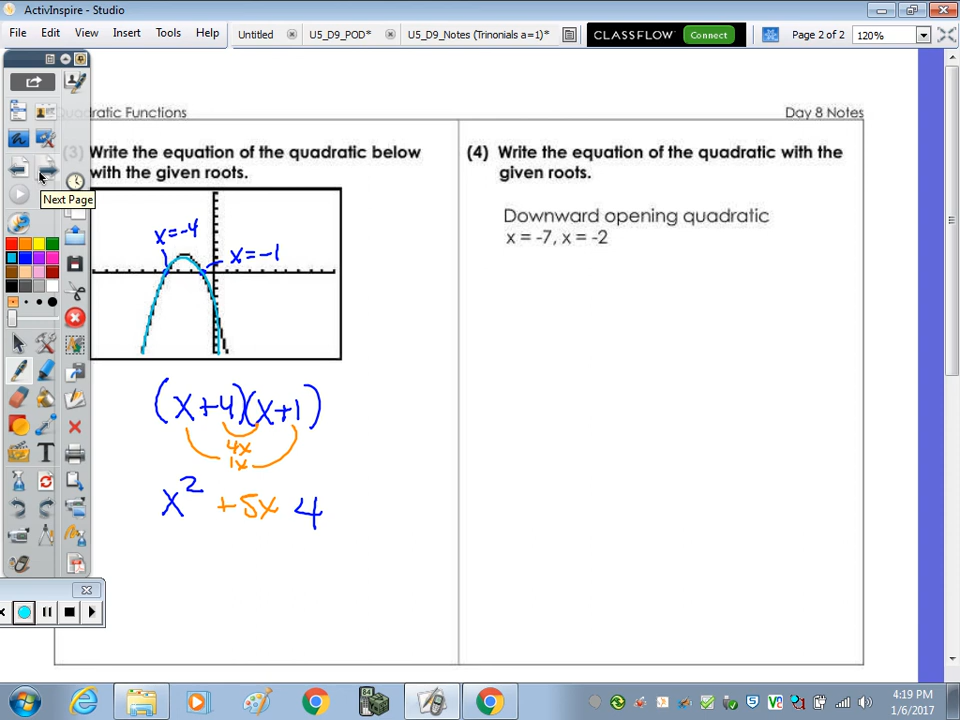 ActivInspire - Studio
File Edit View Insert Tools Help
Untitled
U5_D9_POD*
U5_D9_Notes (Trinonials a=1)*
CLASSFLOW Connect
Page 2 of 2 120%
dratic Functions
Day 8 Notes
(3) Write the equation of the quadratic below
with the given roots.
Next Page
x=-4
x=-1
(x+4)(x+1)
4x
1x
x² +5x 4
(4) Write the equation of the quadratic with the
given roots.
Downward opening quadratic
x = -7, x = -2
4:19 PM
1/6/2017